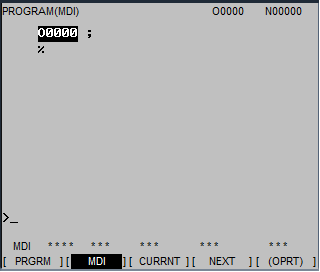 PROGRAM(MDI) O0000 N00000
O0000 ;
%
>_
MDI **** *** *** *** ***
[ PRGRM ][ MDI ][ CURRNT ][ NEXT ][ (OPRT) ]